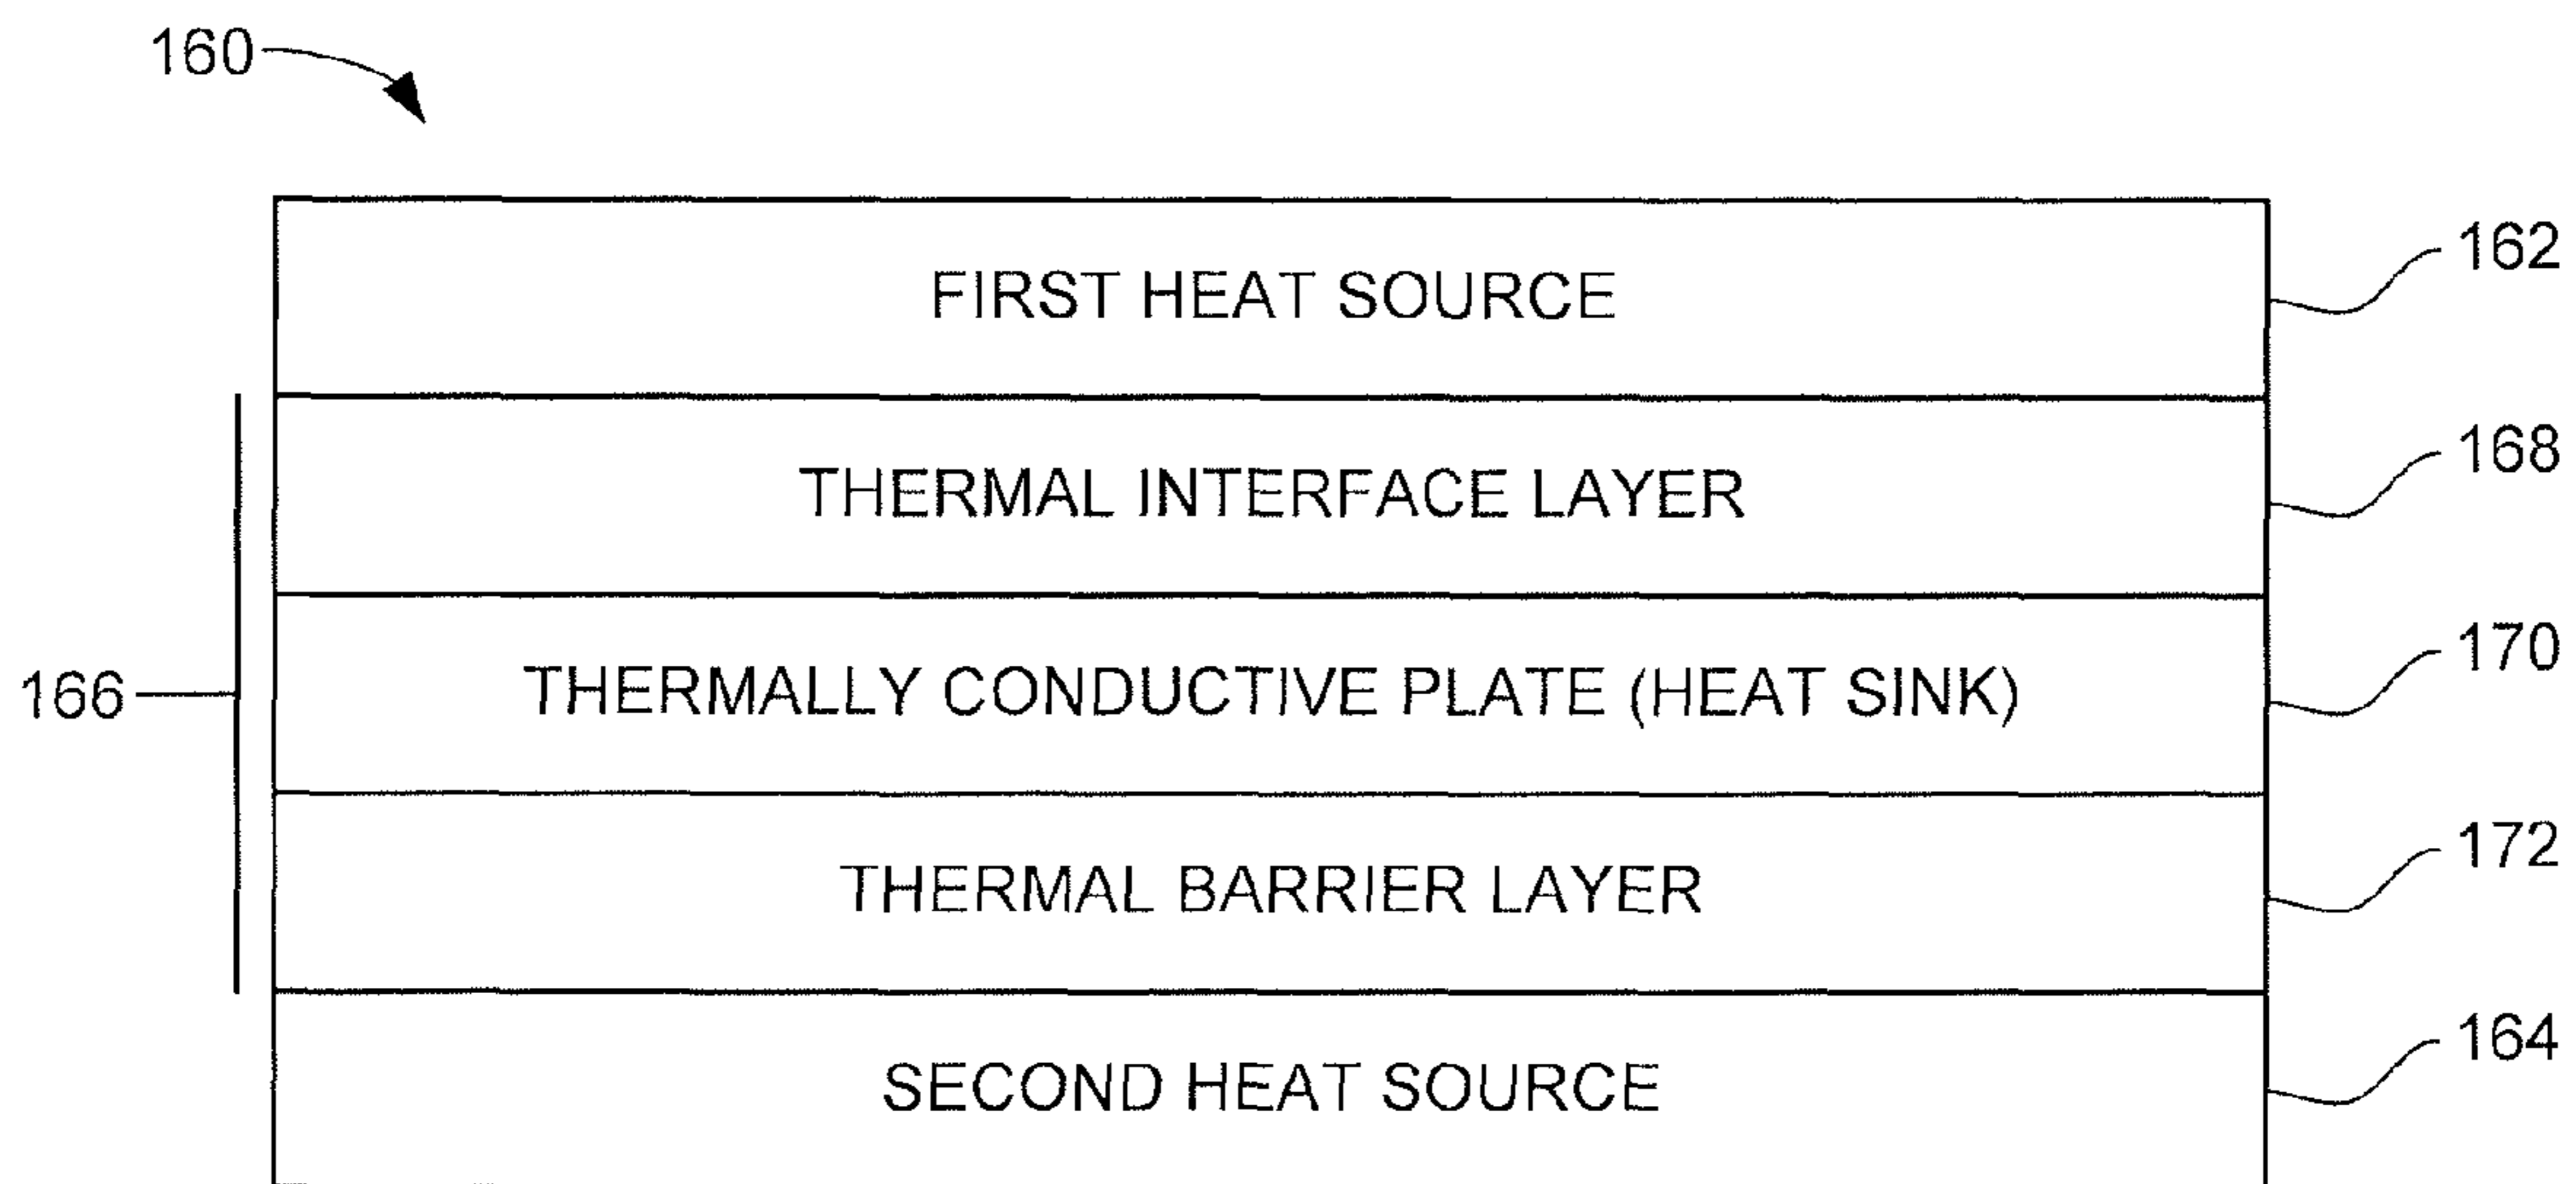 160
FIRST HEAT SOURCE
162
THERMAL INTERFACE LAYER
168
THERMALLY CONDUCTIVE PLATE (HEAT SINK)
170
166
THERMAL BARRIER LAYER
172
SECOND HEAT SOURCE
164